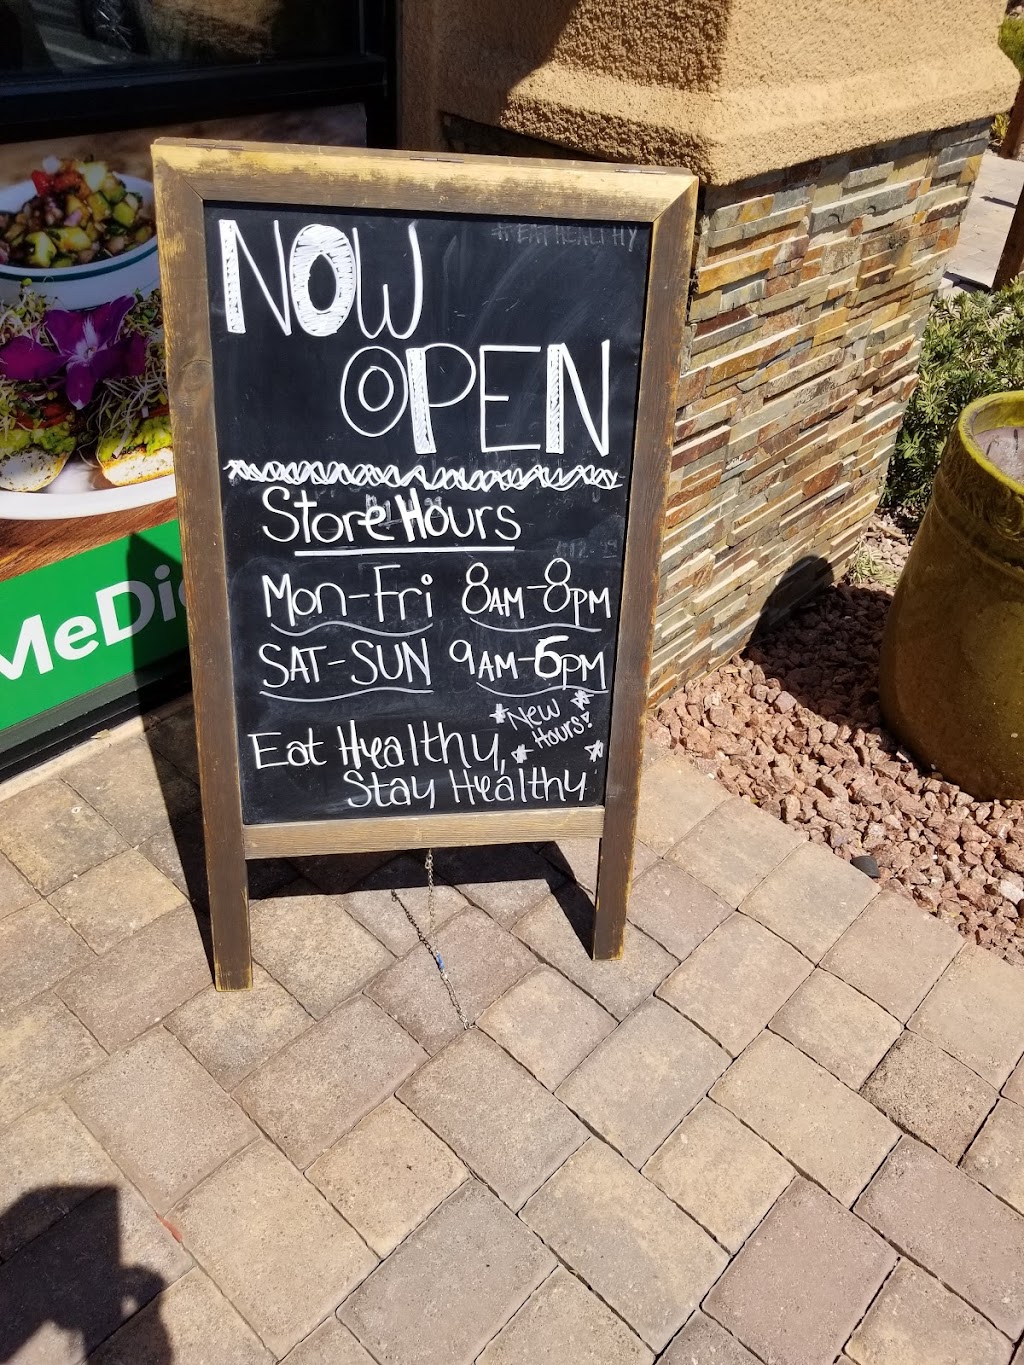 #EATHEALTHY
NOW
OPEN
Store Hours
Mon-Fri 8AM-8PM
SAT-SUN 9AM-6PM
*New *
Hours!
* *
Eat Healthy,
Stay Healthy
MeDi